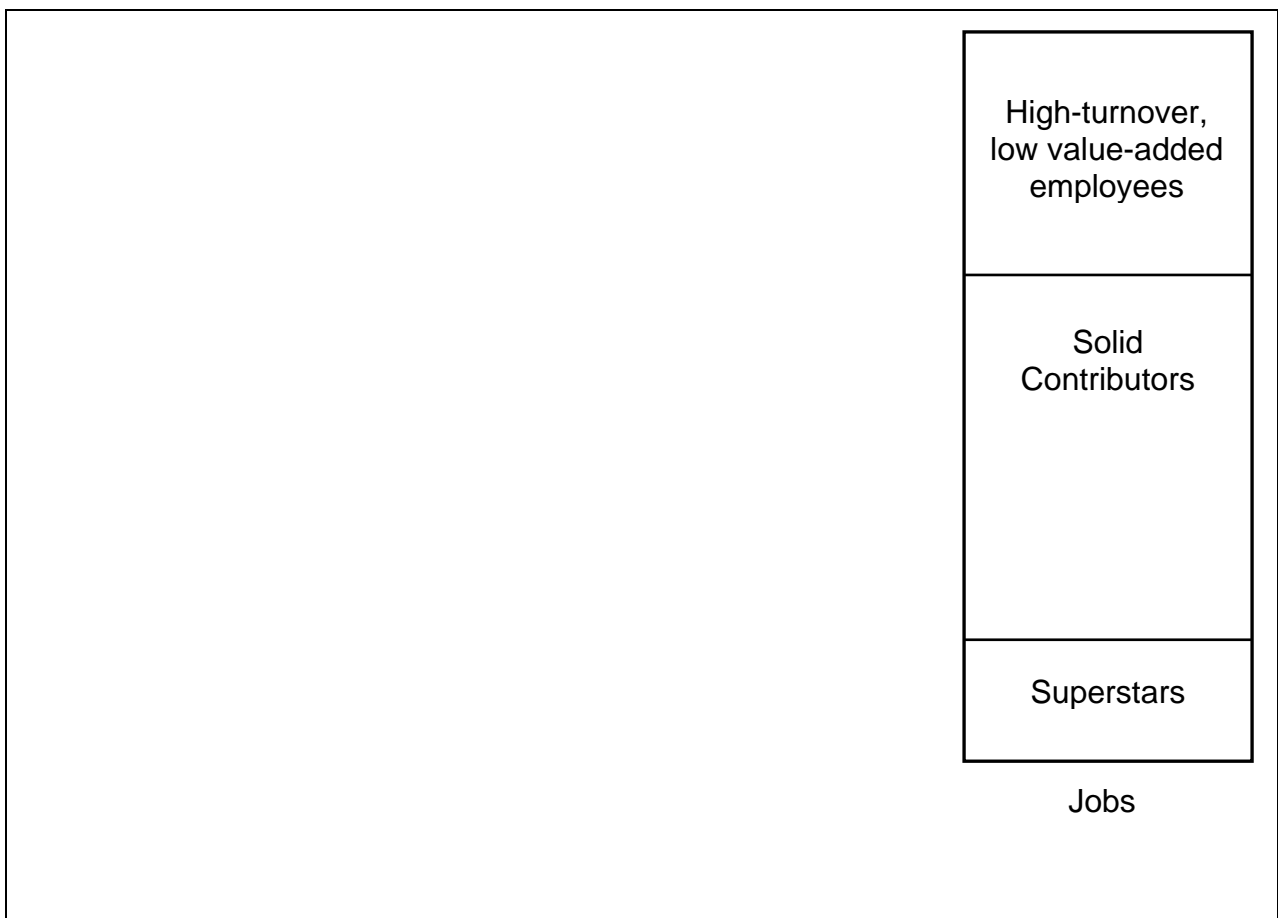 High-turnover,
low value-added
employees
Solid
Contributors
Superstars
Jobs